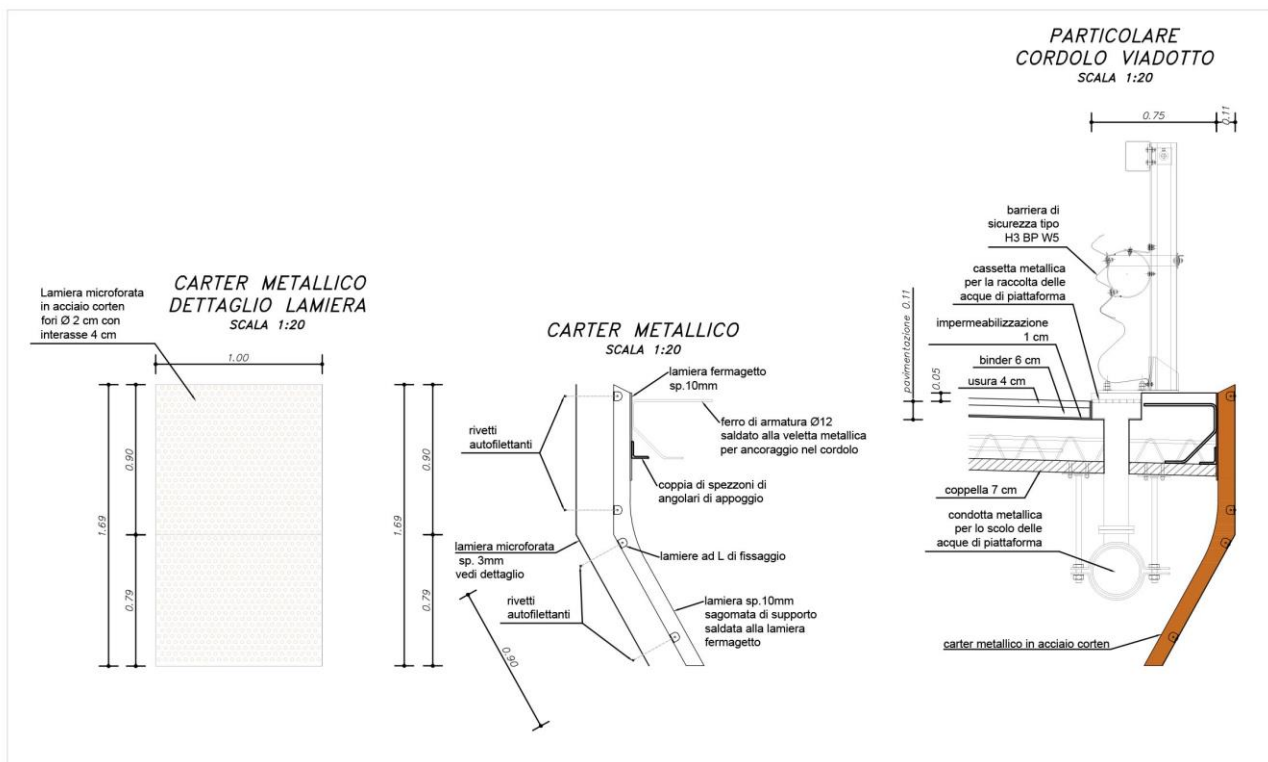 PARTICOLARE
CORDOLO VIADOTTO
SCALA 1:20
0.75
0.11
barriera di
sicurezza tipo
H3 BP W5
cassetta metallica
per la raccolta delle
acque di piattaforma
impermeabilizzazione
1 cm
binder 6 cm
usura 4 cm
pavimentazione 0.11
0.05
coppella 7 cm
condotta metallica
per lo scolo delle
acque di piattaforma
carter metallico in acciaio corten
CARTER METALLICO
DETTAGLIO LAMIERA
SCALA 1:20
Lamiera microforata
in acciaio corten
fori Ø 2 cm con
interasse 4 cm
1.00
0.90
1.69
0.79
CARTER METALLICO
SCALA 1:20
lamiera fermagetto
sp.10mm
ferro di armatura Ø12
saldato alla veletta metallica
per ancoraggio nel cordolo
rivetti
autofilettanti
coppia di spezzoni di
angolari di appoggio
0.90
1.69
0.79
lamiera microforata
sp. 3mm
vedi dettaglio
lamiere ad L di fissaggio
rivetti
autofilettanti
lamiera sp.10mm
sagomata di supporto
saldata alla lamiera
fermagetto
0.90